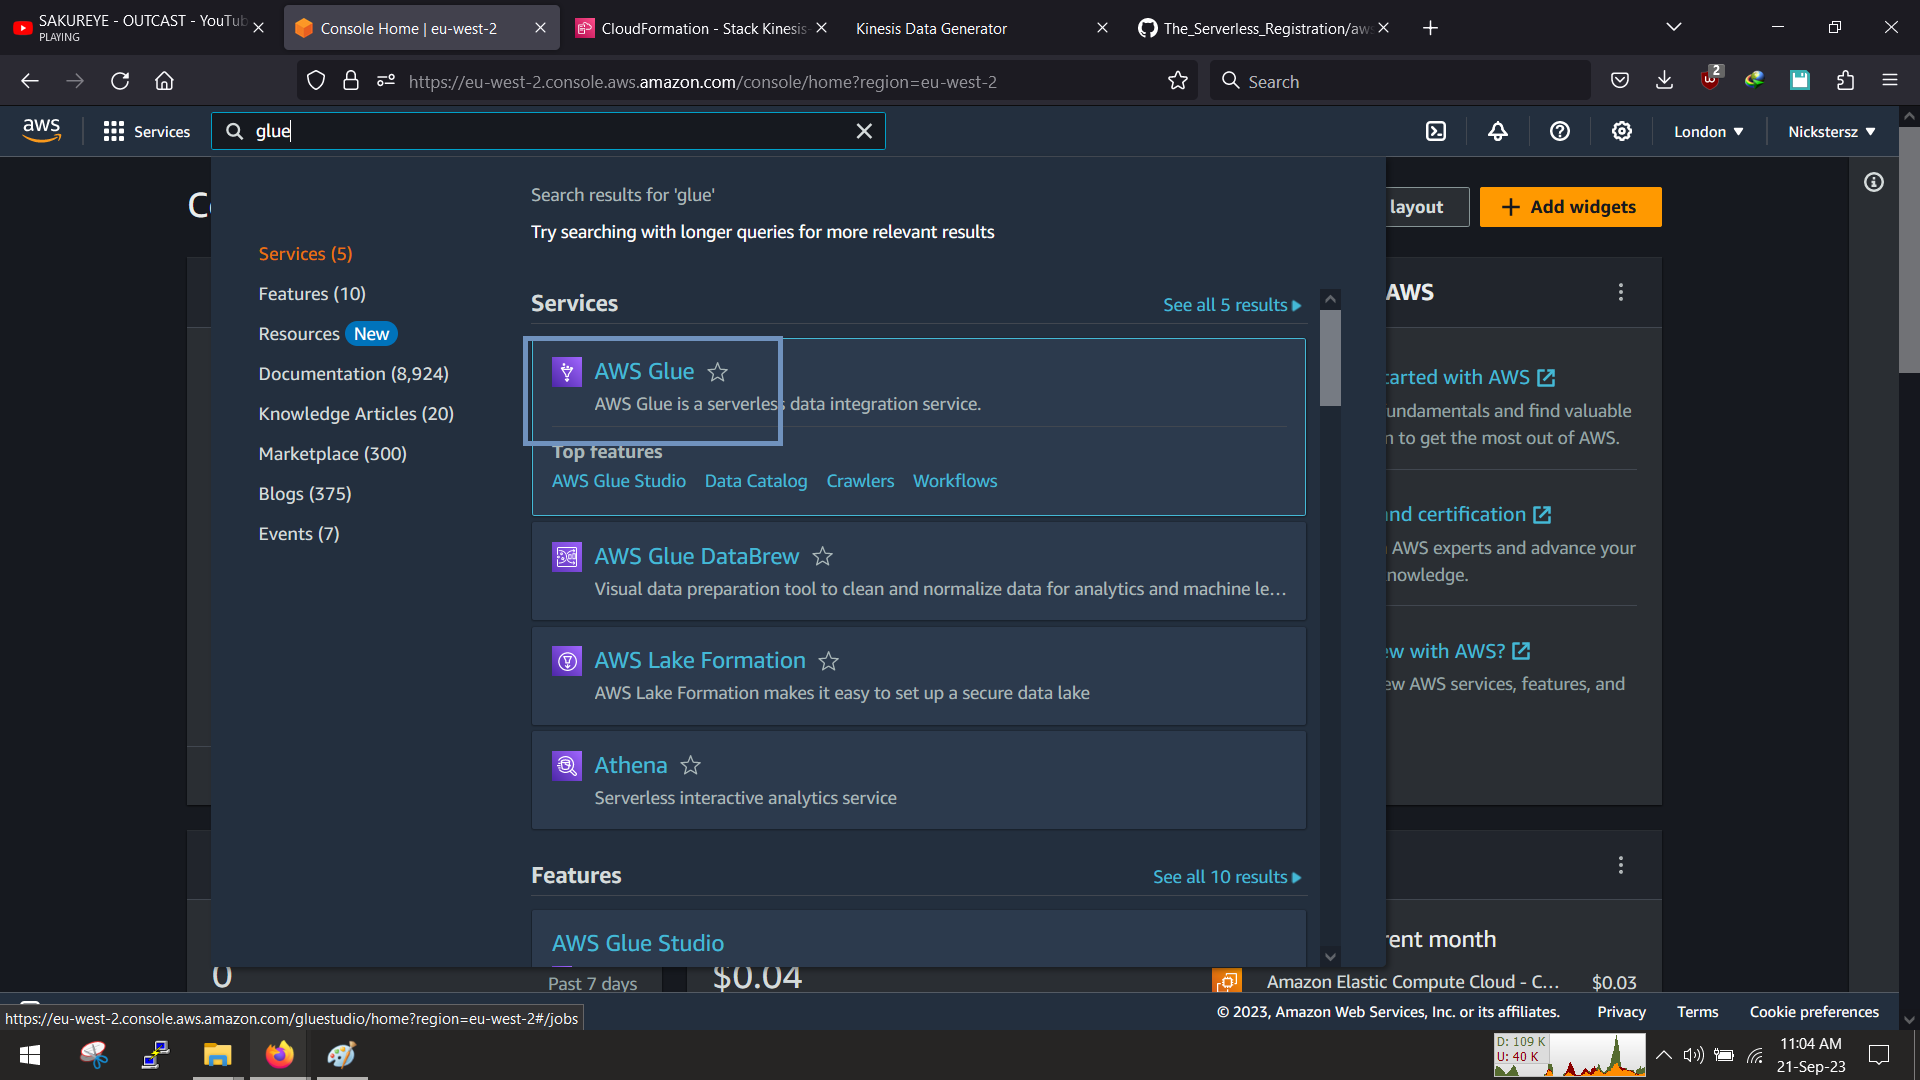 SAKUREYE - OUTCAST - YouTub
PLAYING
Console Home | eu-west-2
CloudFormation - Stack Kinesis-
Kinesis Data Generator
The_Serverless_Registration/aws
https://eu-west-2.console.aws.amazon.com/console/home?region=eu-west-2
Search
2
aws
Services
glue
London
Nickstersz
Search results for 'glue'
Try searching with longer queries for more relevant results
layout
Add widgets
Services (5)
Features (10)
Resources New
Documentation (8,924)
Knowledge Articles (20)
Marketplace (300)
Blogs (375)
Events (7)
Services
See all 5 results
AWS Glue
AWS Glue is a serverless data integration service.
Top features
AWS Glue Studio Data Catalog Crawlers Workflows
AWS Glue DataBrew
Visual data preparation tool to clean and normalize data for analytics and machine le...
AWS Lake Formation
AWS Lake Formation makes it easy to set up a secure data lake
Athena
Serverless interactive analytics service
Features
See all 10 results
AWS Glue Studio
AWS
tarted with AWS
undamentals and find valuable
n to get the most out of AWS.
nd certification
AWS experts and advance your
nowledge.
ew with AWS?
ew AWS services, features, and
rent month
0
Past 7 days
$0.04
Amazon Elastic Compute Cloud - C...
$0.03
© 2023, Amazon Web Services, Inc. or its affiliates.
Privacy
Terms
Cookie preferences
https://eu-west-2.console.aws.amazon.com/gluestudio/home?region=eu-west-2#/jobs
D: 109 K
U: 40 K
11:04 AM
21-Sep-23